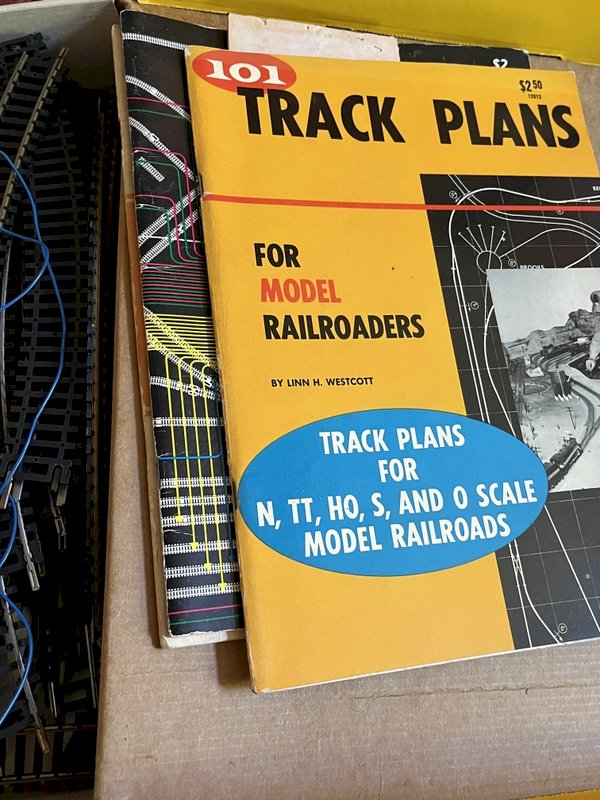 $2
101
$2.50
12012
TRACK PLANS
FOR
MODEL
RAILROADERS
BY LINN H. WESTCOTT
BROOKS
TRACK PLANS
FOR
N, TT, HO, S, AND O SCALE
MODEL RAILROADS